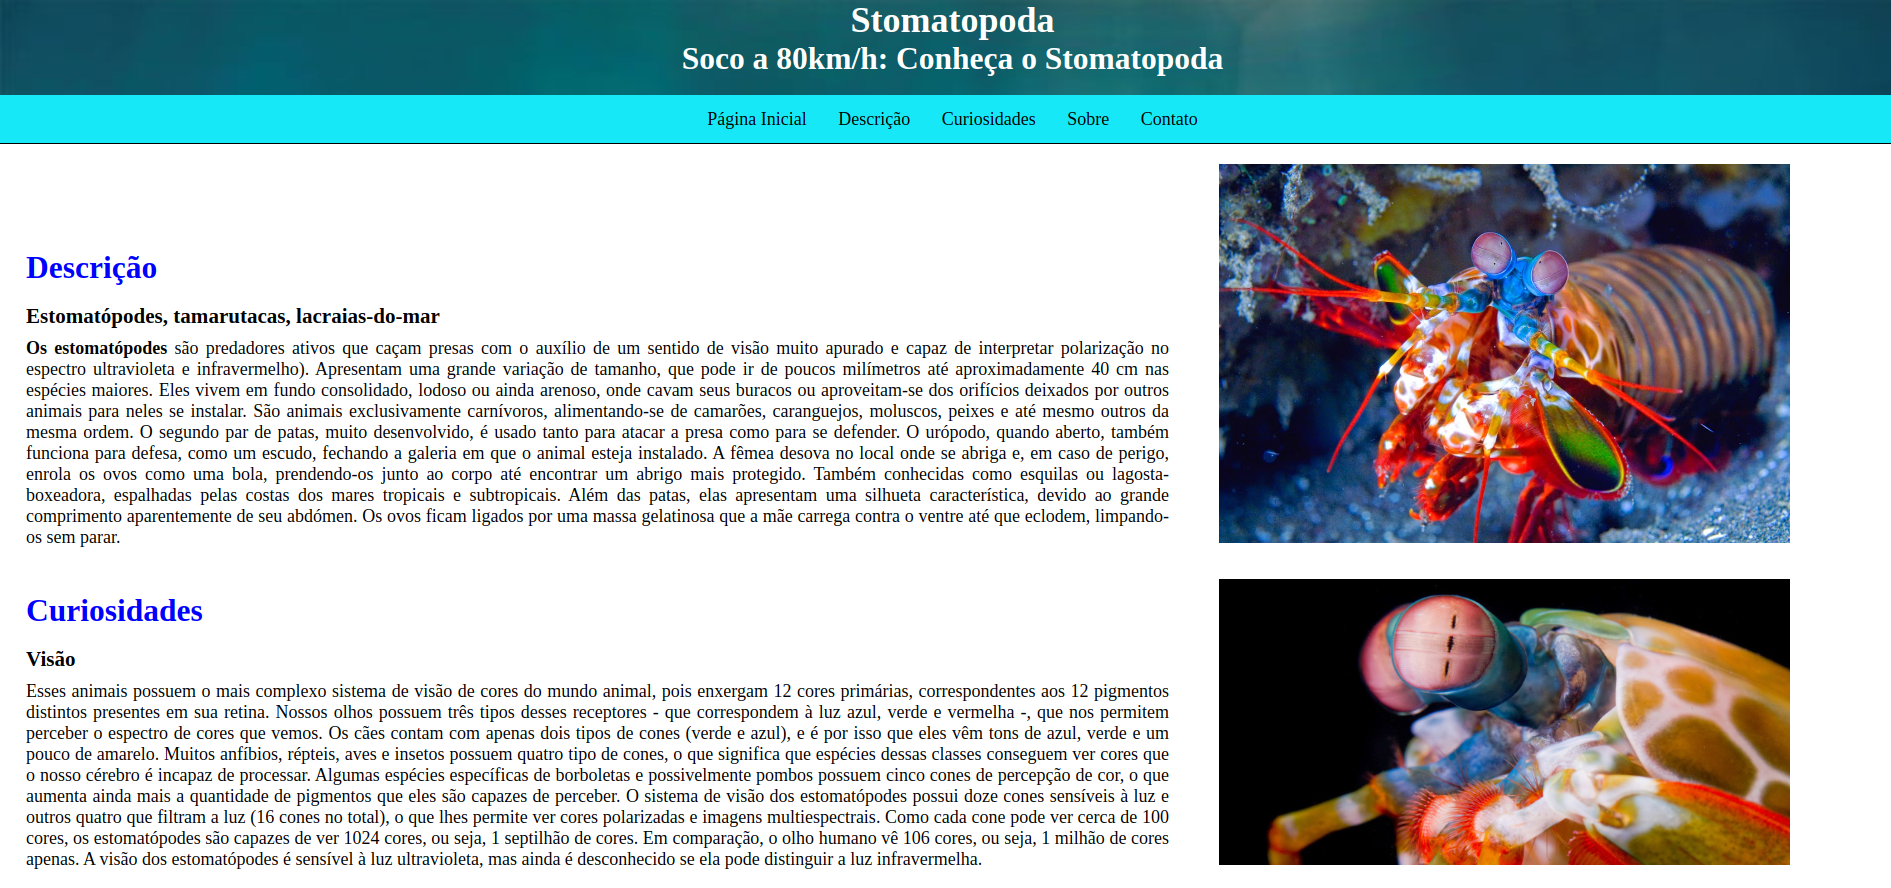 Stomatopoda
Soco a 80km/h: Conheça o Stomatopoda
Página Inicial Descrição Curiosidades Sobre Contato
Descrição
Estomatópodes, tamarutacas, lacraias-do-mar
Os estomatópodes são predadores ativos que caçam presas com o auxílio de um sentido de visão muito apurado e capaz de interpretar polarização no
espectro ultravioleta e infravermelho). Apresentam uma grande variação de tamanho, que pode ir de poucos milímetros até aproximadamente 40 cm nas
espécies maiores. Eles vivem em fundo consolidado, lodoso ou ainda arenoso, onde cavam seus buracos ou aproveitam-se dos orifícios deixados por outros
animais para neles se instalar. São animais exclusivamente carnívoros, alimentando-se de camarões, caranguejos, moluscos, peixes e até mesmo outros da
mesma ordem. O segundo par de patas, muito desenvolvido, é usado tanto para atacar a presa como para se defender. O urópodo, quando aberto, também
funciona para defesa, como um escudo, fechando a galeria em que o animal esteja instalado. A fêmea desova no local onde se abriga e, em caso de perigo,
enrola os ovos como uma bola, prendendo-os junto ao corpo até encontrar um abrigo mais protegido. Também conhecidas como esquilas ou lagosta-
boxeadora, espalhadas pelas costas dos mares tropicais e subtropicais. Além das patas, elas apresentam uma silhueta característica, devido ao grande
comprimento aparentemente de seu abdómen. Os ovos ficam ligados por uma massa gelatinosa que a mãe carrega contra o ventre até que eclodem, limpando-
os sem parar.
Curiosidades
Visão
Esses animais possuem o mais complexo sistema de visão de cores do mundo animal, pois enxergam 12 cores primárias, correspondentes aos 12 pigmentos
distintos presentes em sua retina. Nossos olhos possuem três tipos desses receptores - que correspondem à luz azul, verde e vermelha -, que nos permitem
perceber o espectro de cores que vemos. Os cães contam com apenas dois tipos de cones (verde e azul), e é por isso que eles vêm tons de azul, verde e um
pouco de amarelo. Muitos anfíbios, répteis, aves e insetos possuem quatro tipo de cones, o que significa que espécies dessas classes conseguem ver cores que
o nosso cérebro é incapaz de processar. Algumas espécies específicas de borboletas e possivelmente pombos possuem cinco cones de percepção de cor, o que
aumenta ainda mais a quantidade de pigmentos que eles são capazes de perceber. O sistema de visão dos estomatópodes possui doze cones sensíveis à luz e
outros quatro que filtram a luz (16 cones no total), o que lhes permite ver cores polarizadas e imagens multiespectrais. Como cada cone pode ver cerca de 100
cores, os estomatópodes são capazes de ver 1024 cores, ou seja, 1 septilhão de cores. Em comparação, o olho humano vê 106 cores, ou seja, 1 milhão de cores
apenas. A visão dos estomatópodes é sensível à luz ultravioleta, mas ainda é desconhecido se ela pode distinguir a luz infravermelha.